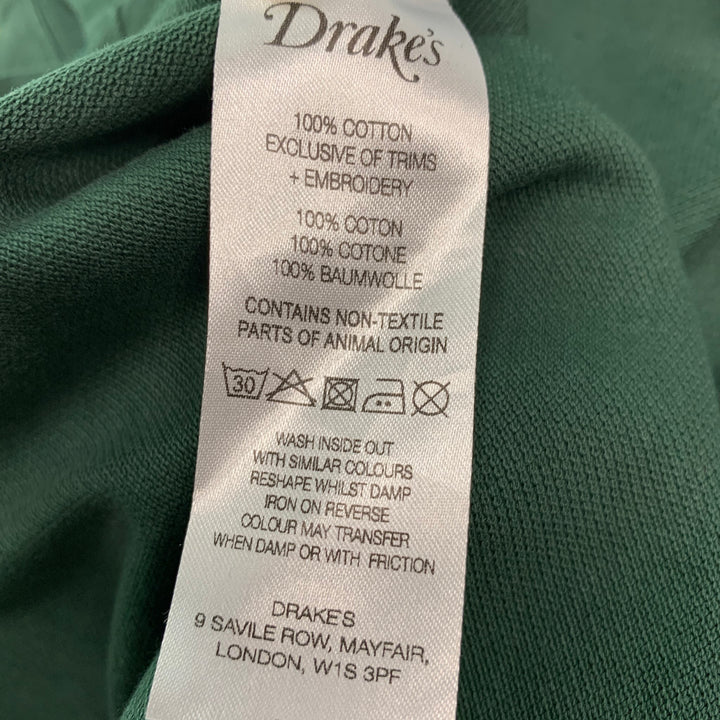 Drake's
100% COTTON
EXCLUSIVE OF TRIMS
+ EMBROIDERY
100% COTON
100% COTONE
100% BAUMWOLLE
CONTAINS NON-TEXTILE
PARTS OF ANIMAL ORIGIN
30
WASH INSIDE OUT
WITH SIMILAR COLOURS
RESHAPE WHILST DAMP
IRON ON REVERSE
COLOUR MAY TRANSFER
WHEN DAMP OR WITH FRICTION
DRAKE'S
9 SAVILE ROW, MAYFAIR,
LONDON, W1S 3PF